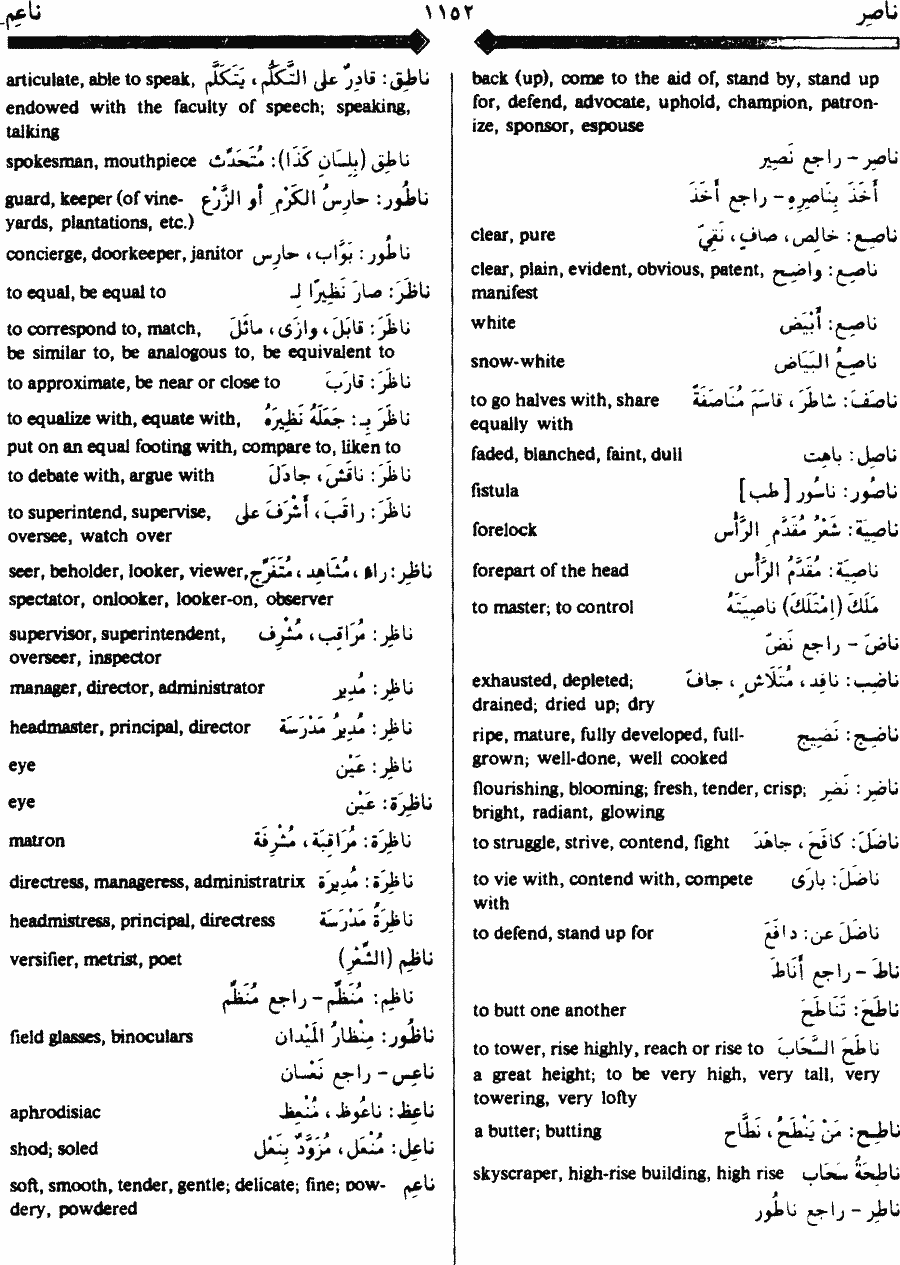 ناصِر
١١٥٢
ناعِم
back (up), come to the aid of, stand by, stand up
for, defend, advocate, uphold, champion, patron-
ize, sponsor, espouse
ناصِر - راجع نَصِير
أَخَذَ بِناصِرِهِ - راجع أَخَذَ
clear, pure ناصِع: خالِص، صافٍ، نَقِيّ
clear, plain, evident, obvious, patent, ناصِع: واضِح
manifest
white ناصِع: أَبْيَض
snow-white ناصِعُ البَيَاض
to go halves with, share ناصَفَ: شاطَرَ، قاسَمَ مُنَاصَفَةً
equally with
faded, blanched, faint, dull ناصِل: باهِت
fistula ناصُور: ناسُور [طب]
forelock ناصِيَة: شَعْرُ مُقَدَّمِ الرَّأْس
forepart of the head ناصِيَة: مُقَدَّمُ الرَّأْس
to master; to control مَلَكَ (اِمْتَلَكَ) ناصِيَتَهُ
ناضَ - راجع نَضَّ
exhausted, depleted; ناضِب: نافِد، مُتَلاشٍ، جافّ
drained; dried up; dry
ripe, mature, fully developed, full- ناضِج: نَضِيج
grown; well-done, well cooked
flourishing, blooming; fresh, tender, crisp; ناضِر: نَضِر
bright, radiant, glowing
to struggle, strive, contend, fight ناضَلَ: كافَحَ، جاهَدَ
to vie with, contend with, compete ناضَلَ: بارَى
with
to defend, stand up for ناضَلَ عن: دافَعَ
ناطَ - راجع أَنَاطَ
to butt one another ناطَحَ: تَنَاطَحَ
to tower, rise highly, reach or rise to ناطَحَ السَّحَابَ
a great height; to be very high, very tall, very
towering, very lofty
a butter; butting ناطِح: مَنْ يَنْطَحُ، نَطَّاح
skyscraper, high-rise building, high rise ناطِحَةُ سَحَاب
ناطِر - راجع ناطُور
articulate, able to speak, ناطِق: قادِرٌ على التَّكَلُّم، يَتَكَلَّم
endowed with the faculty of speech; speaking,
talking
spokesman, mouthpiece ناطِق (بِلِسَانِ كَذَا): مُتَحَدِّث
guard, keeper (of vine- ناطُور: حارِسُ الكَرْمِ أو الزَّرْع
yards, plantations, etc.)
concierge, doorkeeper, janitor ناطُور: بَوَّاب، حارِس
to equal, be equal to ناظَرَ: صارَ نَظِيرًا لِـ
to correspond to, match, ناظَرَ: قابَلَ، وازَى، ماثَلَ
be similar to, be analogous to, be equivalent to
to approximate, be near or close to ناظَرَ: قارَبَ
to equalize with, equate with, ناظَرَ بِـ: جَعَلَهُ نَظِيرَهُ
put on an equal footing with, compare to, liken to
to debate with, argue with ناظَرَ: ناقَشَ، جادَلَ
to superintend, supervise, ناظَرَ: راقَبَ، أَشْرَفَ على
oversee, watch over
seer, beholder, looker, viewer, ناظِر: راءٍ، مُشَاهِد، مُتَفَرِّج
spectator, onlooker, looker-on, observer
supervisor, superintendent, ناظِر: مُرَاقِب، مُشْرِف
overseer, inspector
manager, director, administrator ناظِر: مُدِير
headmaster, principal, director ناظِر: مُدِيرُ مَدْرَسَة
eye ناظِر: عَيْن
eye ناظِرَة: عَيْن
matron ناظِرَة: مُرَاقِبَة، مُشْرِفَة
directress, manageress, administratrix ناظِرَة: مُدِيرَة
headmistress, principal, directress ناظِرَةُ مَدْرَسَة
versifier, metrist, poet ناظِم (الشِّعْرِ)
ناظِم: مُنَظِّم - راجع مُنَظِّم
field glasses, binoculars ناظُور: مِنْظارُ المَيْدان
ناعِس - راجع نَعْسان
aphrodisiac ناعِظ: ناعُوظ، مُنْعِظ
shod; soled ناعِل: مُنْعَل، مُزَوَّدٌ بِنَعْل
soft, smooth, tender, gentle; delicate; fine; pow- ناعِم
dery, powdered